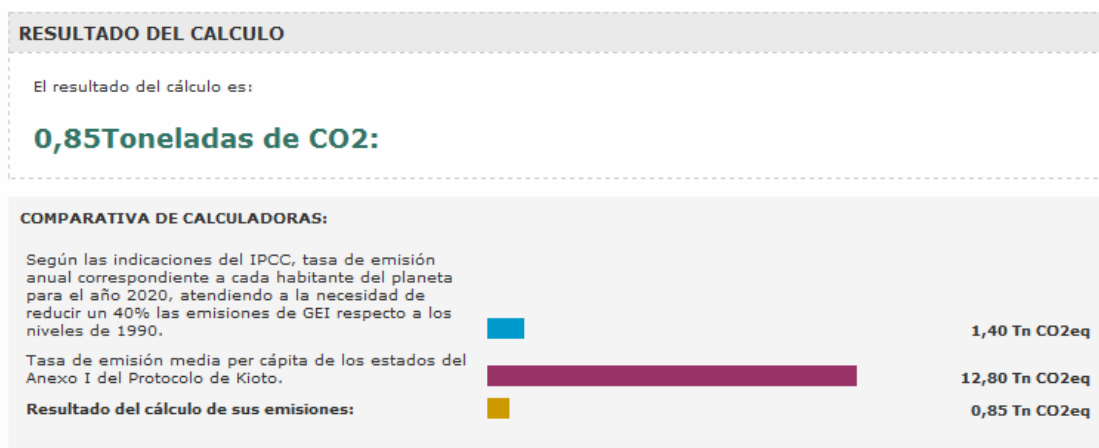 RESULTADO DEL CALCULO
El resultado del cálculo es:
0,85Toneladas de CO2:
COMPARATIVA DE CALCULADORAS:
Según las indicaciones del IPCC, tasa de emisión
anual correspondiente a cada habitante del planeta
para el año 2020, atendiendo a la necesidad de
reducir un 40% las emisiones de GEI respecto a los
niveles de 1990.
1,40 Tn CO2eq
Tasa de emisión media per cápita de los estados del
Anexo I del Protocolo de Kioto.
12,80 Tn CO2eq
Resultado del cálculo de sus emisiones:
0,85 Tn CO2eq